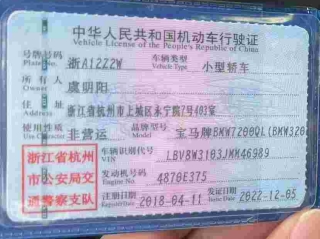 中华人民共和国机动车行驶证
Vehicle License of the People's Republic of China
号牌号码 浙A12Z2W 车辆类型 小型轿车
Plate No. Vehicle Type
所有人 虞明阳
Owner
住址 浙江省杭州市上城区永宁院7号401室
Address
使用性质 非营运 品牌型号 宝马牌BMW7200QL(BMW320
Use Character Model
浙江省杭州市公安局交通警察支队
车辆识别代号 LBV8W3103JMM46989
VIN
发动机号码 4870E375
Engine No.
注册日期 2018-04-11 发证日期 2022-12-05
Register Date Issue Date